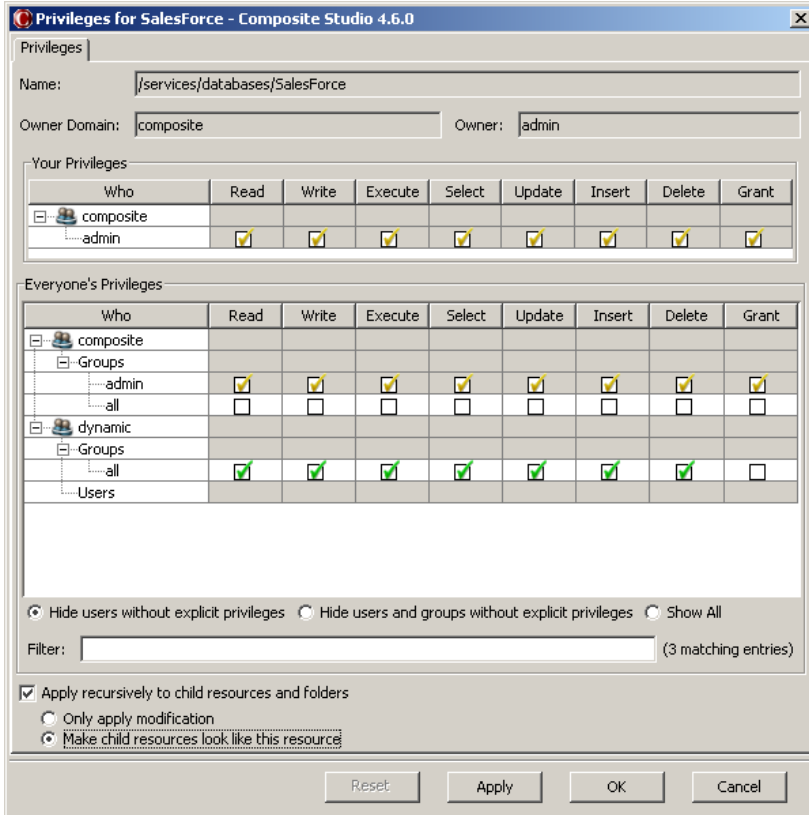 Privileges for SalesForce - Composite Studio 4.6.0
Privileges
Name: /services/databases/SalesForce
Owner Domain: composite Owner: admin
Your Privileges
Who Read Write Execute Select Update Insert Delete Grant
composite
admin
Everyone's Privileges
Who Read Write Execute Select Update Insert Delete Grant
composite
Groups
admin
all
dynamic
Groups
all
Users
Hide users without explicit privileges Hide users and groups without explicit privileges Show All
Filter: (3 matching entries)
Apply recursively to child resources and folders
Only apply modification
Make child resources look like this resource
Reset Apply OK Cancel